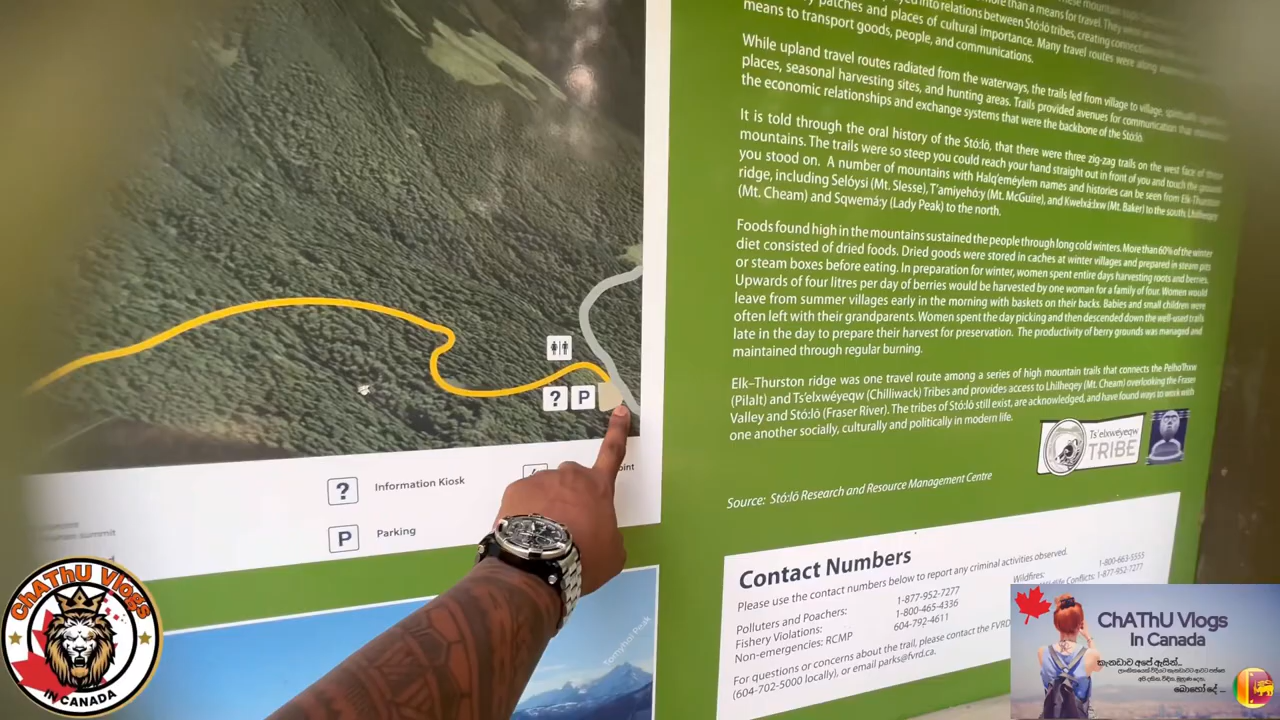 patches and places of cultural importance. Many travel routes were along
means to transport goods, people, and communications.
While upland travel routes radiated from the waterways, the trails led from village to village, spiritually
places, seasonal harvesting sites, and hunting areas. Trails provided avenues for communication that
the economic relationships and exchange systems that were the backbone of the Stó:lō.
It is told through the oral history of the Stó:lō, that there were three zig-zag trails on the west face of these
mountains. The trails were so steep you could reach your hand straight out in front of you and touch the ground
you stood on. A number of mountains with Halq'eméylem names and histories can be seen from Elk-Thurston
ridge, including Selóysi (Mt. Slesse), T'amiyehó:y (Mt. McGuire), and Kwelxá:lxw (Mt. Baker) to the south; Lhílheqey
(Mt. Cheam) and Sqwemá:y (Lady Peak) to the north.
Foods found high in the mountains sustained the people through long cold winters. More than 60% of the winter
diet consisted of dried foods. Dried goods were stored in caches at winter villages and prepared in steam pits
or steam boxes before eating. In preparation for winter, women spent entire days harvesting roots and berries.
Upwards of four litres per day of berries would be harvested by one woman for a family of four. Women would
leave from summer villages early in the morning with baskets on their backs. Babies and small children were
often left with their grandparents. Women spent the day picking and then descended down the well-used trails
late in the day to prepare their harvest for preservation. The productivity of berry grounds was managed and
maintained through regular burning.
Elk–Thurston ridge was one travel route among a series of high mountain trails that connects the Pelho'lhxw
(Pilalt) and Ts'elxwéyeqw (Chilliwack) Tribes and provides access to Lhílheqey (Mt. Cheam) overlooking the Fraser
Valley and Stó:lō (Fraser River). The tribes of Stó:lō still exist, are acknowledged, and have found ways to work with
one another socially, culturally and politically in modern life.
Ts'elxwéyeqw
TRIBE
Source: Stó:lō Research and Resource Management Centre
? P
? Information Kiosk
oint
P Parking
summit
Tomyhoi Peak
Contact Numbers
Please use the contact numbers below to report any criminal activities observed.
Polluters and Poachers: 1-877-952-7277
Fishery Violations: 1-800-465-4336
Non-emergencies: RCMP 604-792-4611
Wildfires: 1-800-663-5555
Conflicts: 1-877-952-7277
For questions or concerns about the trail, please contact the FVRD
(604-702-5000 locally), or email parks@fvrd.ca.
ChAThU Vlogs
IN CANADA
ChAThU Vlogs
In Canada
කැනඩාව අපේ ඇසින්...
බොහෝ දේ ...